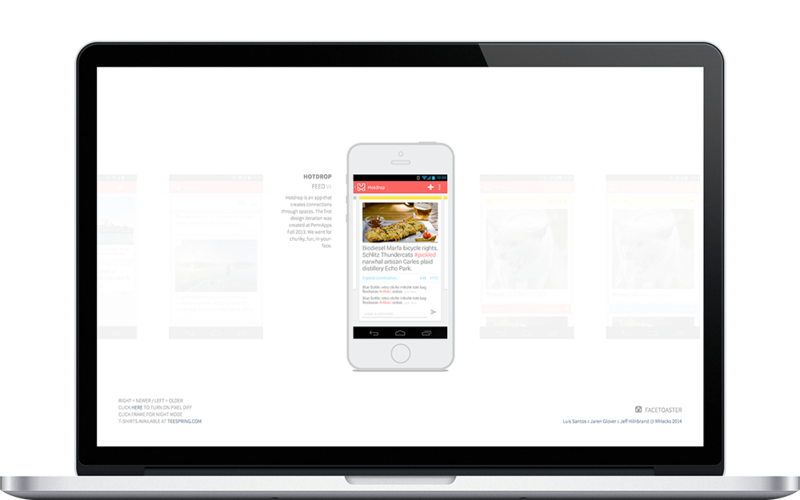 HOTDROP
FEED V5
Hotdrop is an app that
creates connections
through spaces. The first
design iteration was
created at PennApps
Fall 2013. We went for
chunky, fun, in-your-
face.
Hotdrop
Biodiesel Marfa bicycle rights,
Schlitz Thundercats #pickled
narwhal artisan Carles plaid
distillery Echo Park.
RIGHT = NEWER / LEFT = OLDER
CLICK HERE TO TURN ON PIXEL DIFF
CLICK FRAME FOR NIGHT MODE
T-SHIRTS AVAILABLE AT TEESPRING.COM
FACETOASTER
Luis Santos x Jaren Glover x Jeff Hilnbrand @ MHacks 2014